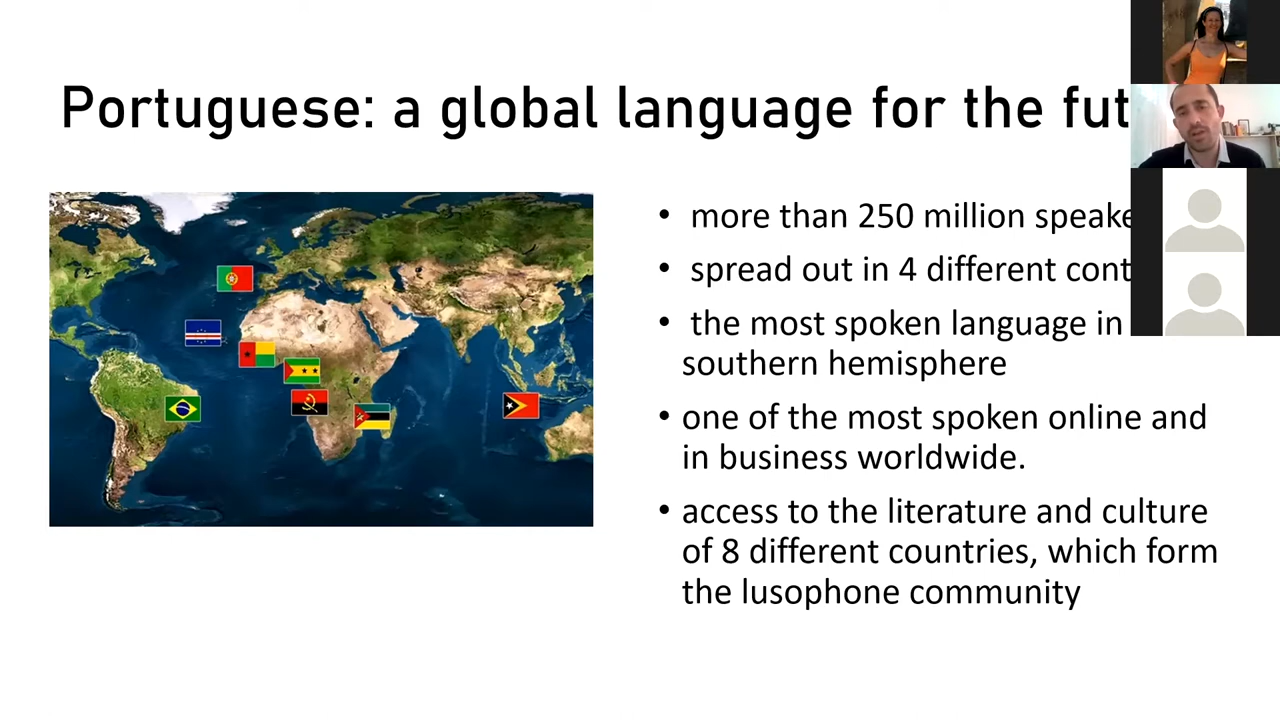 Portuguese: a global language for the fut
• more than 250 million speake
• spread out in 4 different cont
• the most spoken language in
southern hemisphere
• one of the most spoken online and
in business worldwide.
• access to the literature and culture
of 8 different countries, which form
the lusophone community